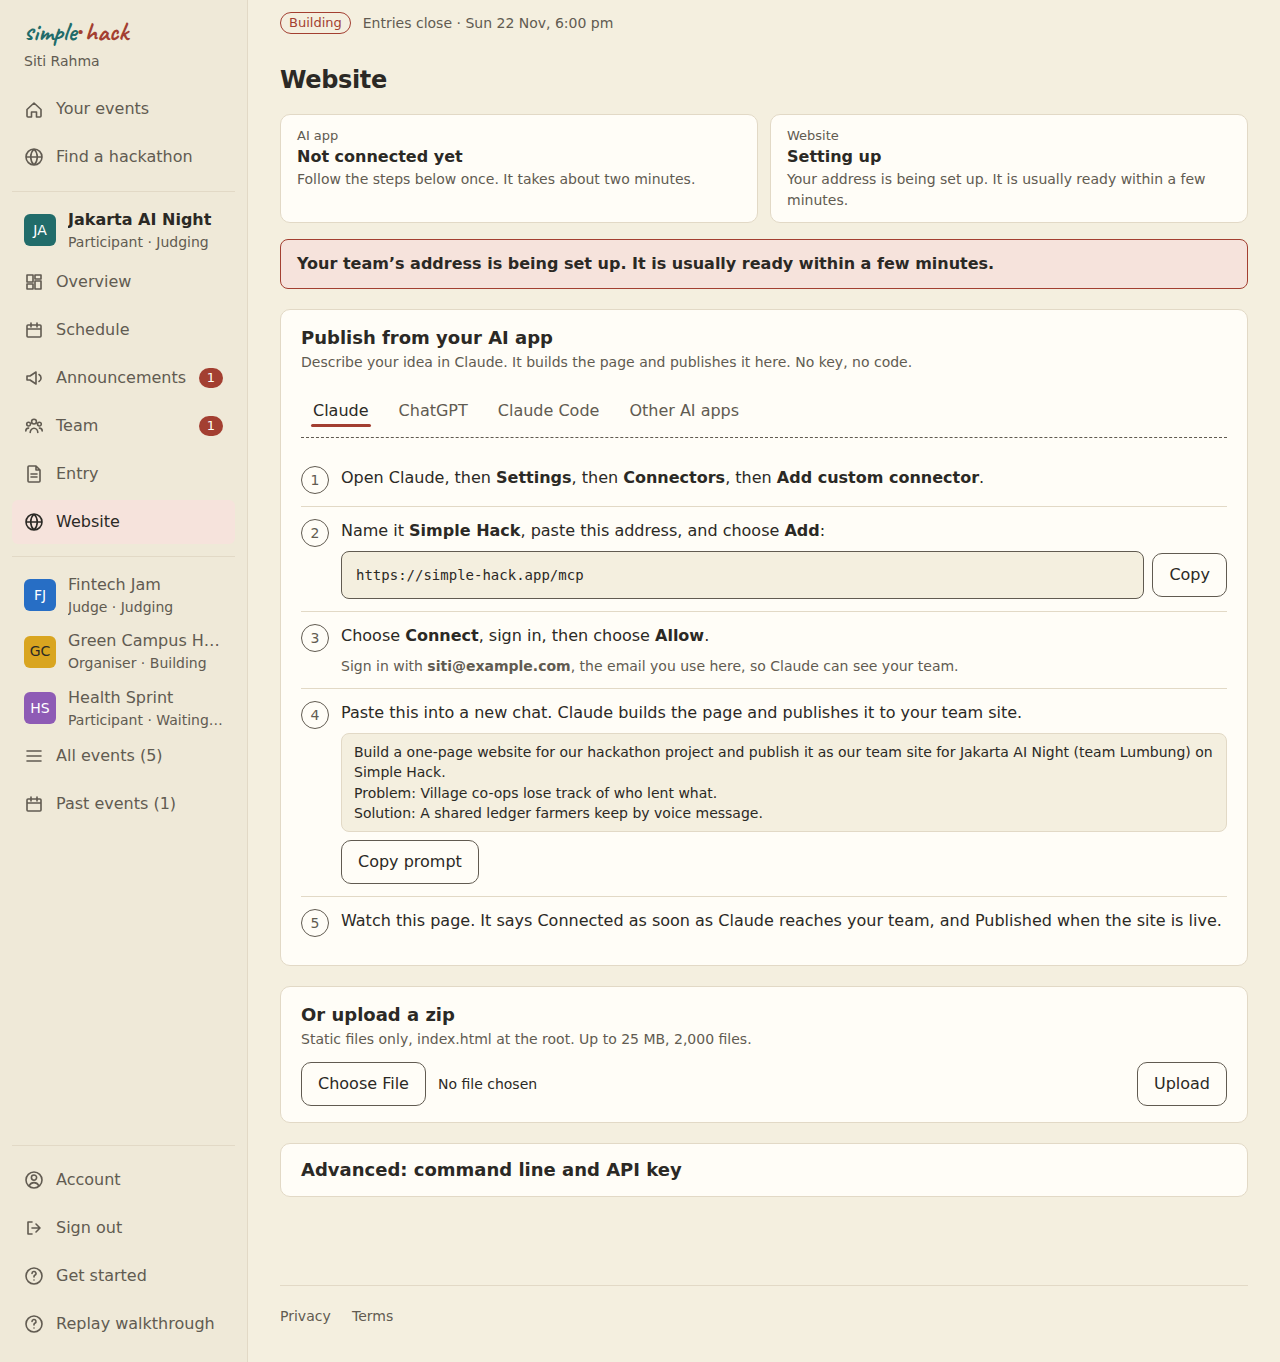 simple·hack
Siti Rahma
Your events
Find a hackathon
JA
Jakarta AI Night
Participant · Judging
Overview
Schedule
Announcements 1
Team 1
Entry
Website
FJ
Fintech Jam
Judge · Judging
GC
Green Campus H...
Organiser · Building
HS
Health Sprint
Participant · Waiting...
All events (5)
Past events (1)
Account
Sign out
Get started
Replay walkthrough
Building Entries close · Sun 22 Nov, 6:00 pm
Website
AI app
Not connected yet
Follow the steps below once. It takes about two minutes.
Website
Setting up
Your address is being set up. It is usually ready within a few
minutes.
Your team’s address is being set up. It is usually ready within a few minutes.
Publish from your AI app
Describe your idea in Claude. It builds the page and publishes it here. No key, no code.
Claude ChatGPT Claude Code Other AI apps
1 Open Claude, then Settings, then Connectors, then Add custom connector.
2 Name it Simple Hack, paste this address, and choose Add:
https://simple-hack.app/mcp Copy
3 Choose Connect, sign in, then choose Allow.
Sign in with siti@example.com, the email you use here, so Claude can see your team.
4 Paste this into a new chat. Claude builds the page and publishes it to your team site.
Build a one-page website for our hackathon project and publish it as our team site for Jakarta AI Night (team Lumbung) on
Simple Hack.
Problem: Village co-ops lose track of who lent what.
Solution: A shared ledger farmers keep by voice message.
Copy prompt
5 Watch this page. It says Connected as soon as Claude reaches your team, and Published when the site is live.
Or upload a zip
Static files only, index.html at the root. Up to 25 MB, 2,000 files.
Choose File No file chosen Upload
Advanced: command line and API key
Privacy Terms